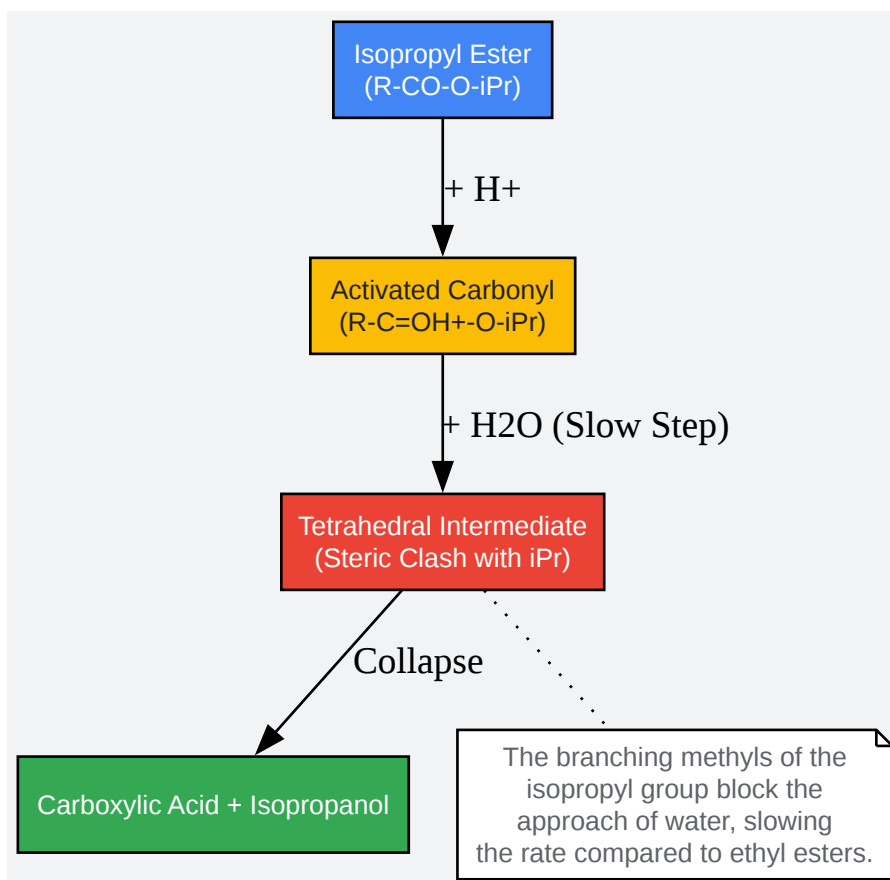 Isopropyl Ester
(R-CO-O-iPr)
+ H+
Activated Carbonyl
(R-C=OH+-O-iPr)
+ H2O (Slow Step)
Tetrahedral Intermediate
(Steric Clash with iPr)
Collapse
Carboxylic Acid + Isopropanol
The branching methyls of the
isopropyl group block the
approach of water, slowing
the rate compared to ethyl esters.